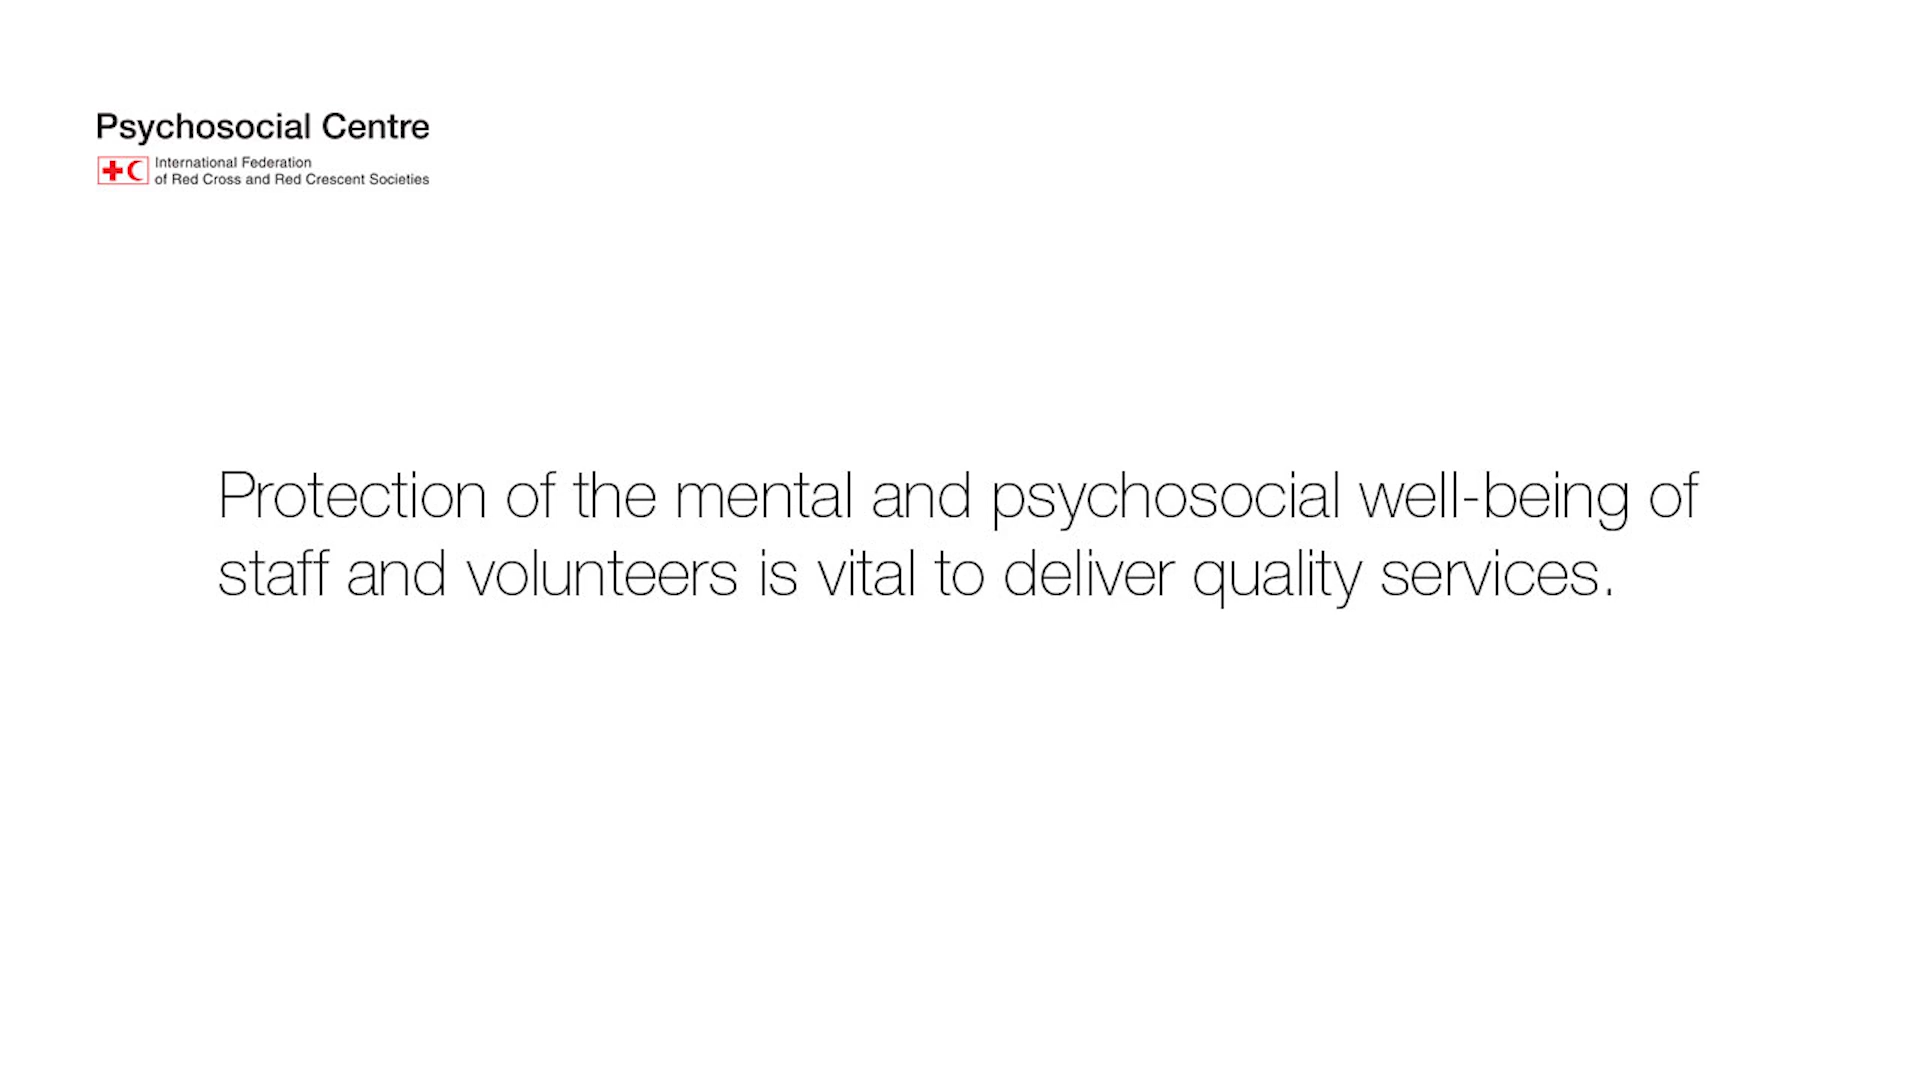 Psychosocial Centre
International Federation
of Red Cross and Red Crescent Societies
Protection of the mental and psychosocial well-being of
staff and volunteers is vital to deliver quality services.